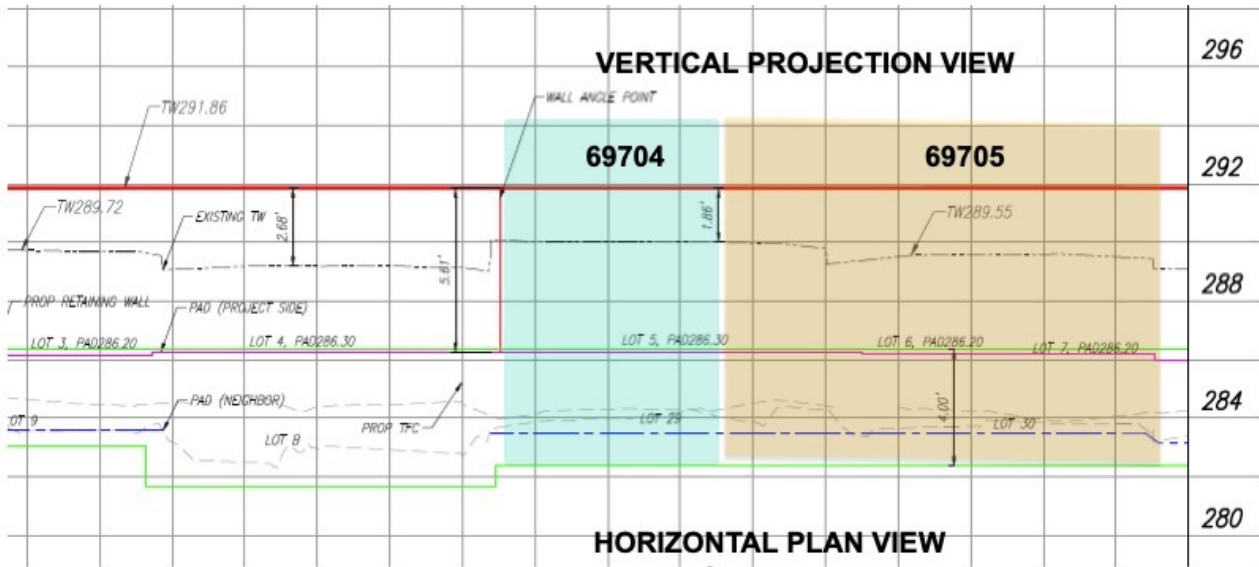 296
VERTICAL PROJECTION VIEW
WALL ANGLE POINT
TW291.86
69704
69705
292
TW289.72
EXISTING TW
2.68'
5.61'
1.86'
TW289.55
288
PROP RETAINING WALL
PAD (PROJECT SIDE)
LOT 3, PAD286.20
LOT 4, PAD286.30
LOT 5, PAD286.30
LOT 6, PAD286.20
LOT 7, PAD286.20
4.00'
284
PAD (NEIGHBOR)
OT 9
LOT 8
PROP TFC
LOT 29
LOT 30
280
HORIZONTAL PLAN VIEW